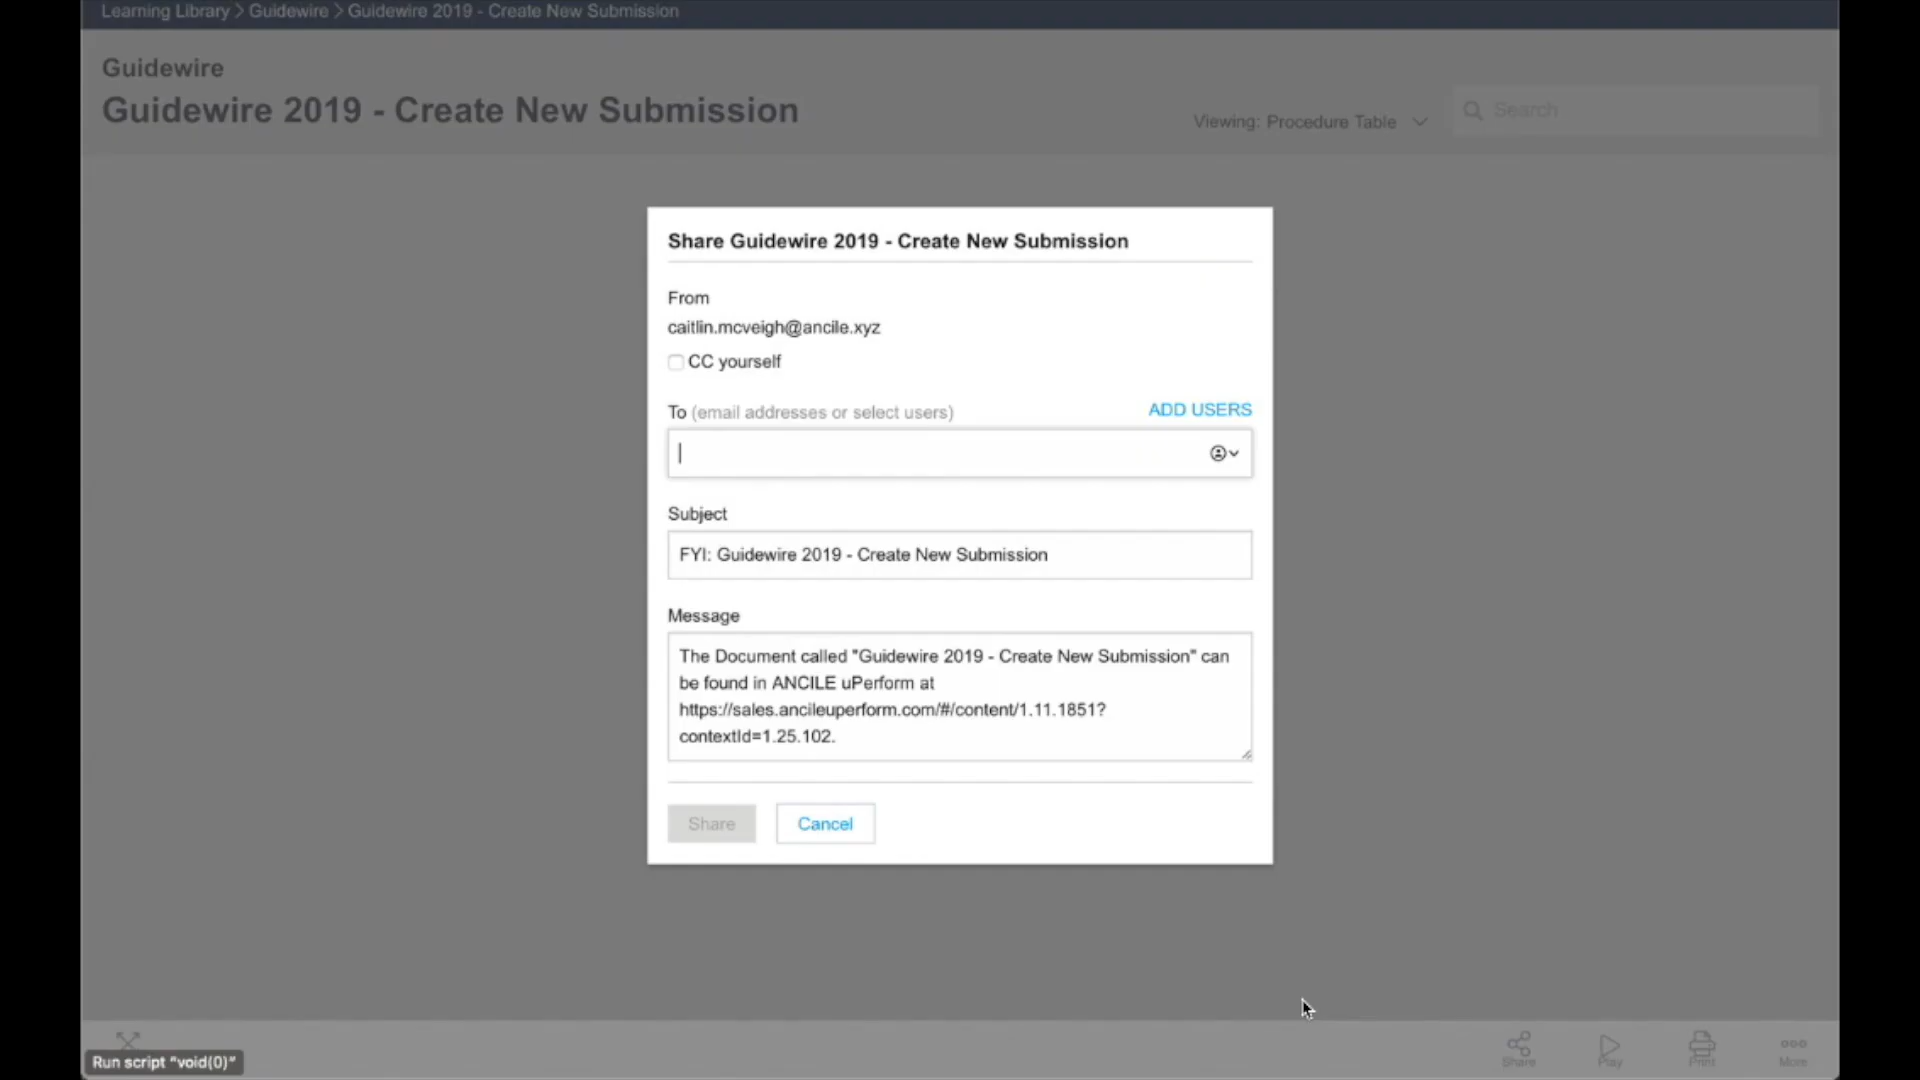 Learning Library > Guidewire > Guidewire 2019 - Create New Submission
Guidewire
Guidewire 2019 - Create New Submission
Viewing: Procedure Table
Search
Share Guidewire 2019 - Create New Submission
From
caitlin.mcveigh@ancile.xyz
CC yourself
To (email addresses or select users)
ADD USERS
Subject
FYI: Guidewire 2019 - Create New Submission
Message
The Document called "Guidewire 2019 - Create New Submission" can
be found in ANCILE uPerform at
https://sales.ancileuperform.com/#/content/1.11.1851?
contextId=1.25.102.
Share
Cancel
Run script "void(0)"
Share
Play
Print
More